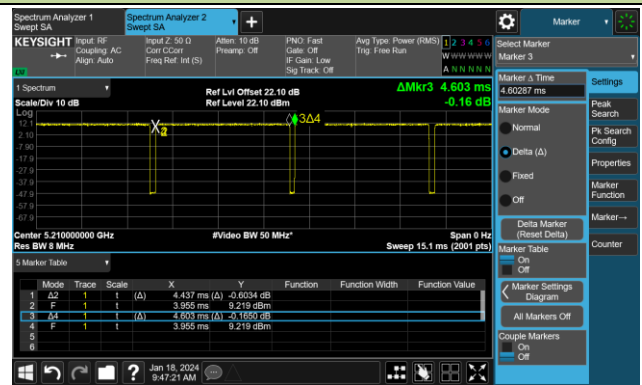 Spectrum Analyzer 1
Swept SA
Spectrum Analyzer 2
Swept SA
Marker
KEYSIGHT
Input: RF
Coupling: AC
Align: Auto
Input Z: 50 Ω
Corr CCorr
Freq Ref: Int (S)
Atten: 10 dB
Preamp: Off
PNO: Fast
Gate: Off
IF Gain: Low
Sig Track: Off
Avg Type: Power (RMS)
Trig: Free Run
1 2 3 4 5 6
W W W W W W
A N N N N N
Select Marker
Marker 3
LW
1 Spectrum
Scale/Div 10 dB
Ref Lvl Offset 22.10 dB
Ref Level 22.10 dBm
ΔMkr3 4.603 ms
-0.16 dB
Log
12.1
2.10
-7.90
-17.9
-27.9
-37.9
-47.9
-57.9
-67.9
3Δ4
Center 5.210000000 GHz
Res BW 8 MHz
#Video BW 50 MHz*
Span 0 Hz
Sweep 15.1 ms (2001 pts)
Marker Δ Time
4.60287 ms
Marker Mode
Normal
Delta (Δ)
Fixed
Off
Delta Marker
(Reset Delta)
Marker Table
On
Off
Marker Settings
Diagram
All Markers Off
Couple Markers
On
Off
Settings
Peak
Search
Pk Search
Config
Properties
Marker
Function
Marker→
Counter
5 Marker Table
Mode Trace Scale X Y Function Function Width Function Value
1 Δ2 1 t (Δ) 4.437 ms (Δ) -0.6034 dB
2 F 1 t 3.955 ms 9.219 dBm
3 Δ4 1 t (Δ) 4.603 ms (Δ) -0.1650 dB
4 F 1 t 3.955 ms 9.219 dBm
5
6
?
Jan 18, 2024
9:47:21 AM